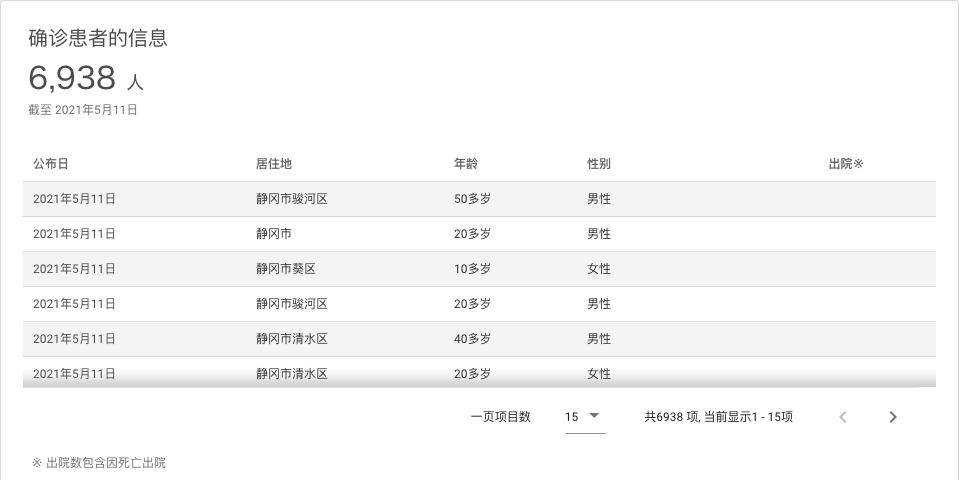 确诊患者的信息
6,938 人
截至 2021年5月11日
公布日 居住地 年龄 性别 出院※
2021年5月11日 静冈市骏河区 50多岁 男性
2021年5月11日 静冈市 20多岁 男性
2021年5月11日 静冈市葵区 10多岁 女性
2021年5月11日 静冈市骏河区 20多岁 男性
2021年5月11日 静冈市清水区 40多岁 男性
2021年5月11日 静冈市清水区 20多岁 女性
一页项目数 15 共6938 项, 当前显示1 - 15项
※ 出院数包含因死亡出院